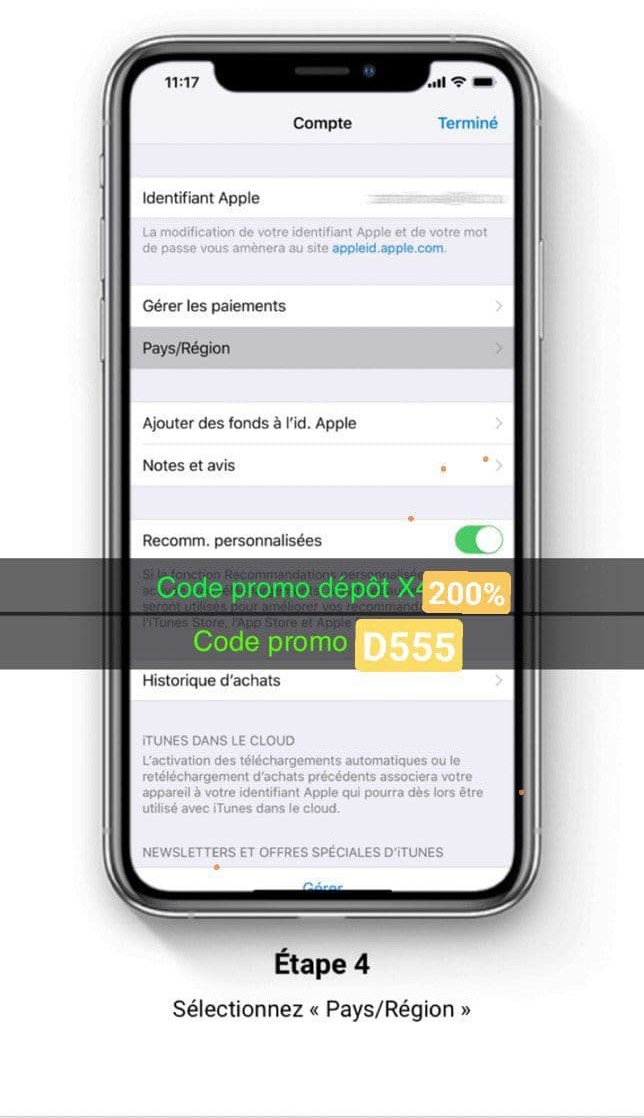 11:17
Compte
Terminé
Identifiant Apple
La modification de votre identifiant Apple et de votre mot
de passe vous amènera au site appleid.apple.com.
Gérer les paiements
Pays/Région
Ajouter des fonds à l'id. Apple
Notes et avis
Recomm. personnalisées
Si la fonction Recommandations personnalisé
Code promo dépôt X4 200%
seront utilisés pour améliorer vos recommand
l'iTunes Store, l'App Store et Apple
Code promo D555
Historique d'achats
iTUNES DANS LE CLOUD
L'activation des téléchargements automatiques ou le
retéléchargement d'achats précédents associera votre
appareil à votre identifiant Apple qui pourra dès lors être
utilisé avec iTunes dans le cloud.
NEWSLETTERS ET OFFRES SPÉCIALES D'iTUNES
Gérer
Étape 4
Sélectionnez « Pays/Région »